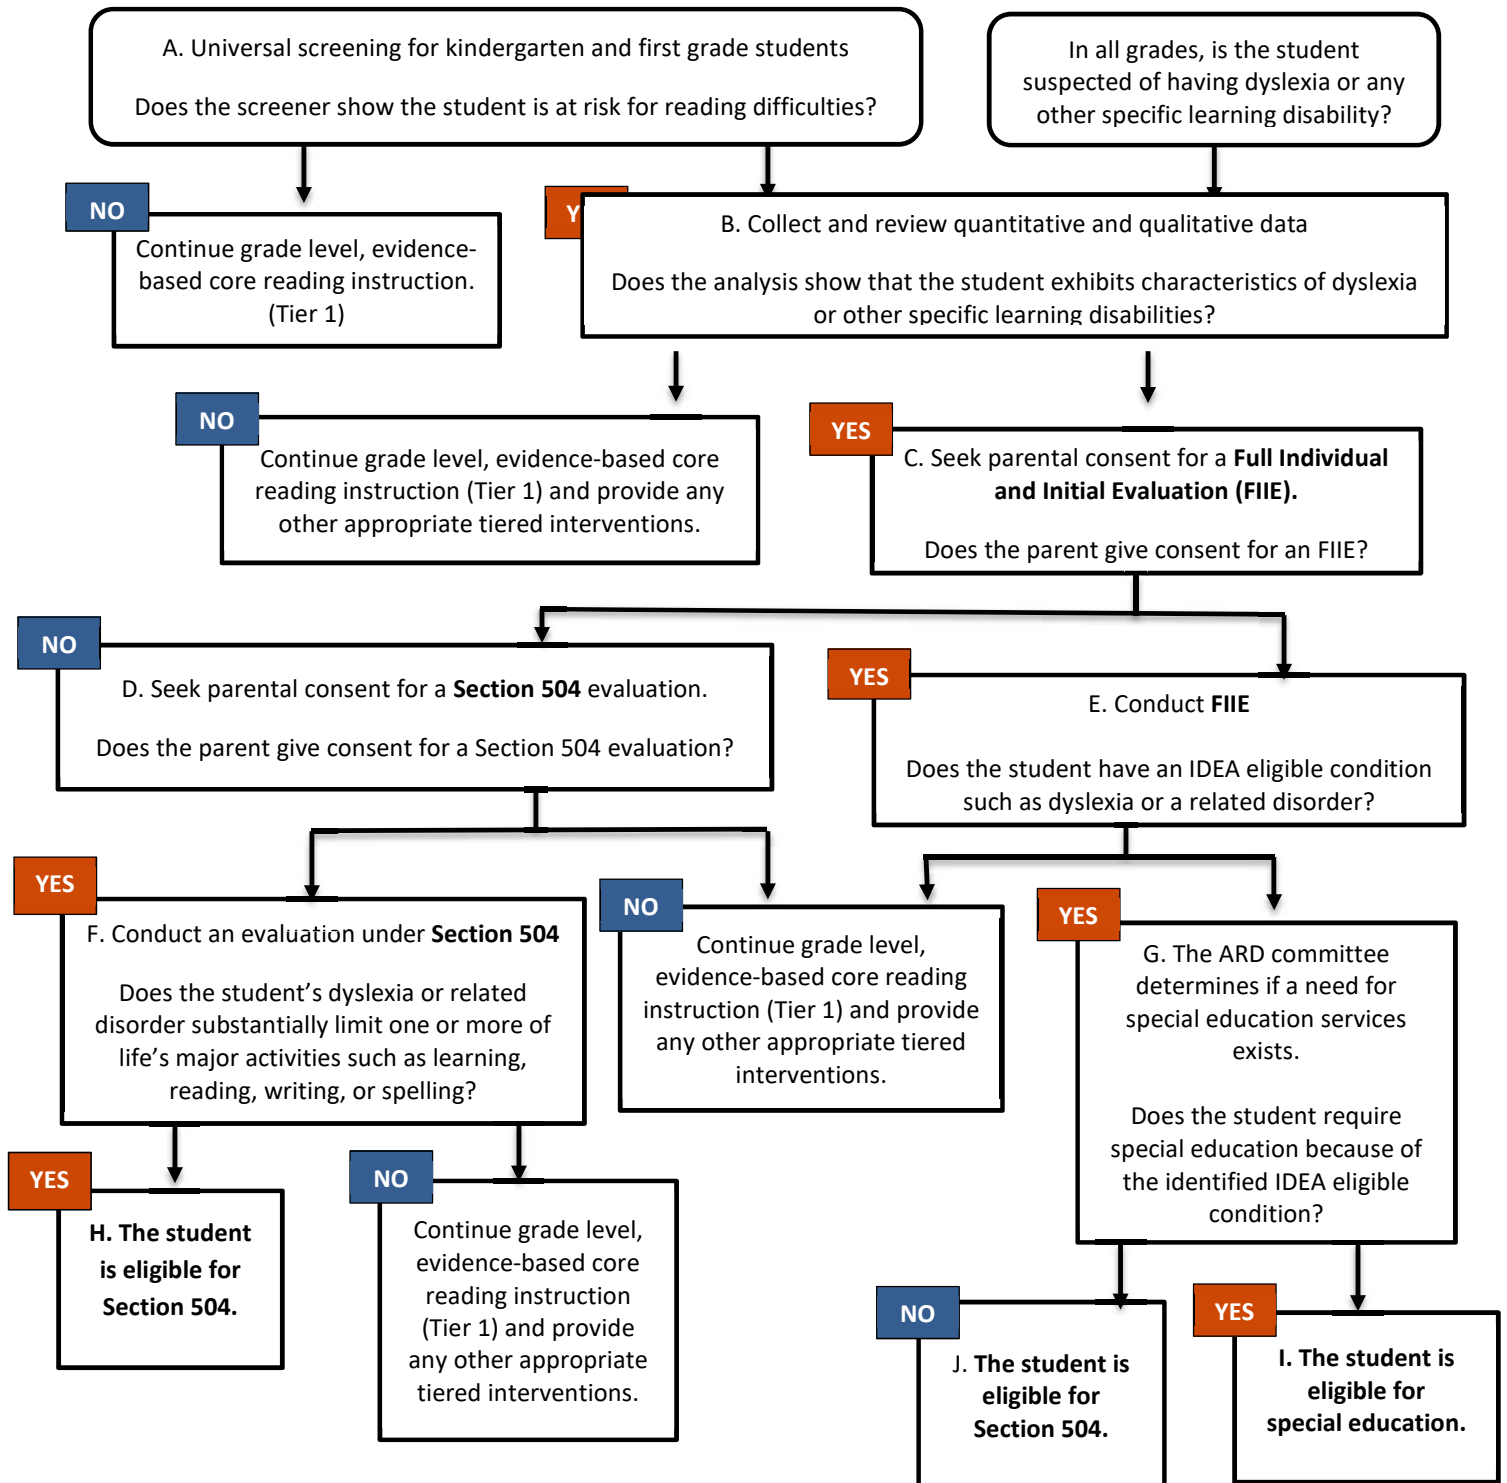 A. Universal screening for kindergarten and first grade students
Does the screener show the student is at risk for reading difficulties?
In all grades, is the student
suspected of having dyslexia or any
other specific learning disability?
NO
Continue grade level, evidence-
based core reading instruction.
(Tier 1)
Y
B. Collect and review quantitative and qualitative data
Does the analysis show that the student exhibits characteristics of dyslexia
or other specific learning disabilities?
NO
Continue grade level, evidence-based core
reading instruction (Tier 1) and provide any
other appropriate tiered interventions.
YES
C. Seek parental consent for a Full Individual
and Initial Evaluation (FIIE).
Does the parent give consent for an FIIE?
NO
D. Seek parental consent for a Section 504 evaluation.
Does the parent give consent for a Section 504 evaluation?
YES
E. Conduct FIIE
Does the student have an IDEA eligible condition
such as dyslexia or a related disorder?
YES
F. Conduct an evaluation under Section 504
Does the student’s dyslexia or related
disorder substantially limit one or more of
life’s major activities such as learning,
reading, writing, or spelling?
NO
Continue grade level,
evidence-based core reading
instruction (Tier 1) and provide
any other appropriate tiered
interventions.
YES
G. The ARD committee
determines if a need for
special education services
exists.
Does the student require
special education because of
the identified IDEA eligible
condition?
YES
H. The student
is eligible for
Section 504.
NO
Continue grade level,
evidence-based core
reading instruction
(Tier 1) and provide
any other appropriate
tiered interventions.
NO
J. The student is
eligible for
Section 504.
YES
I. The student is
eligible for
special education.